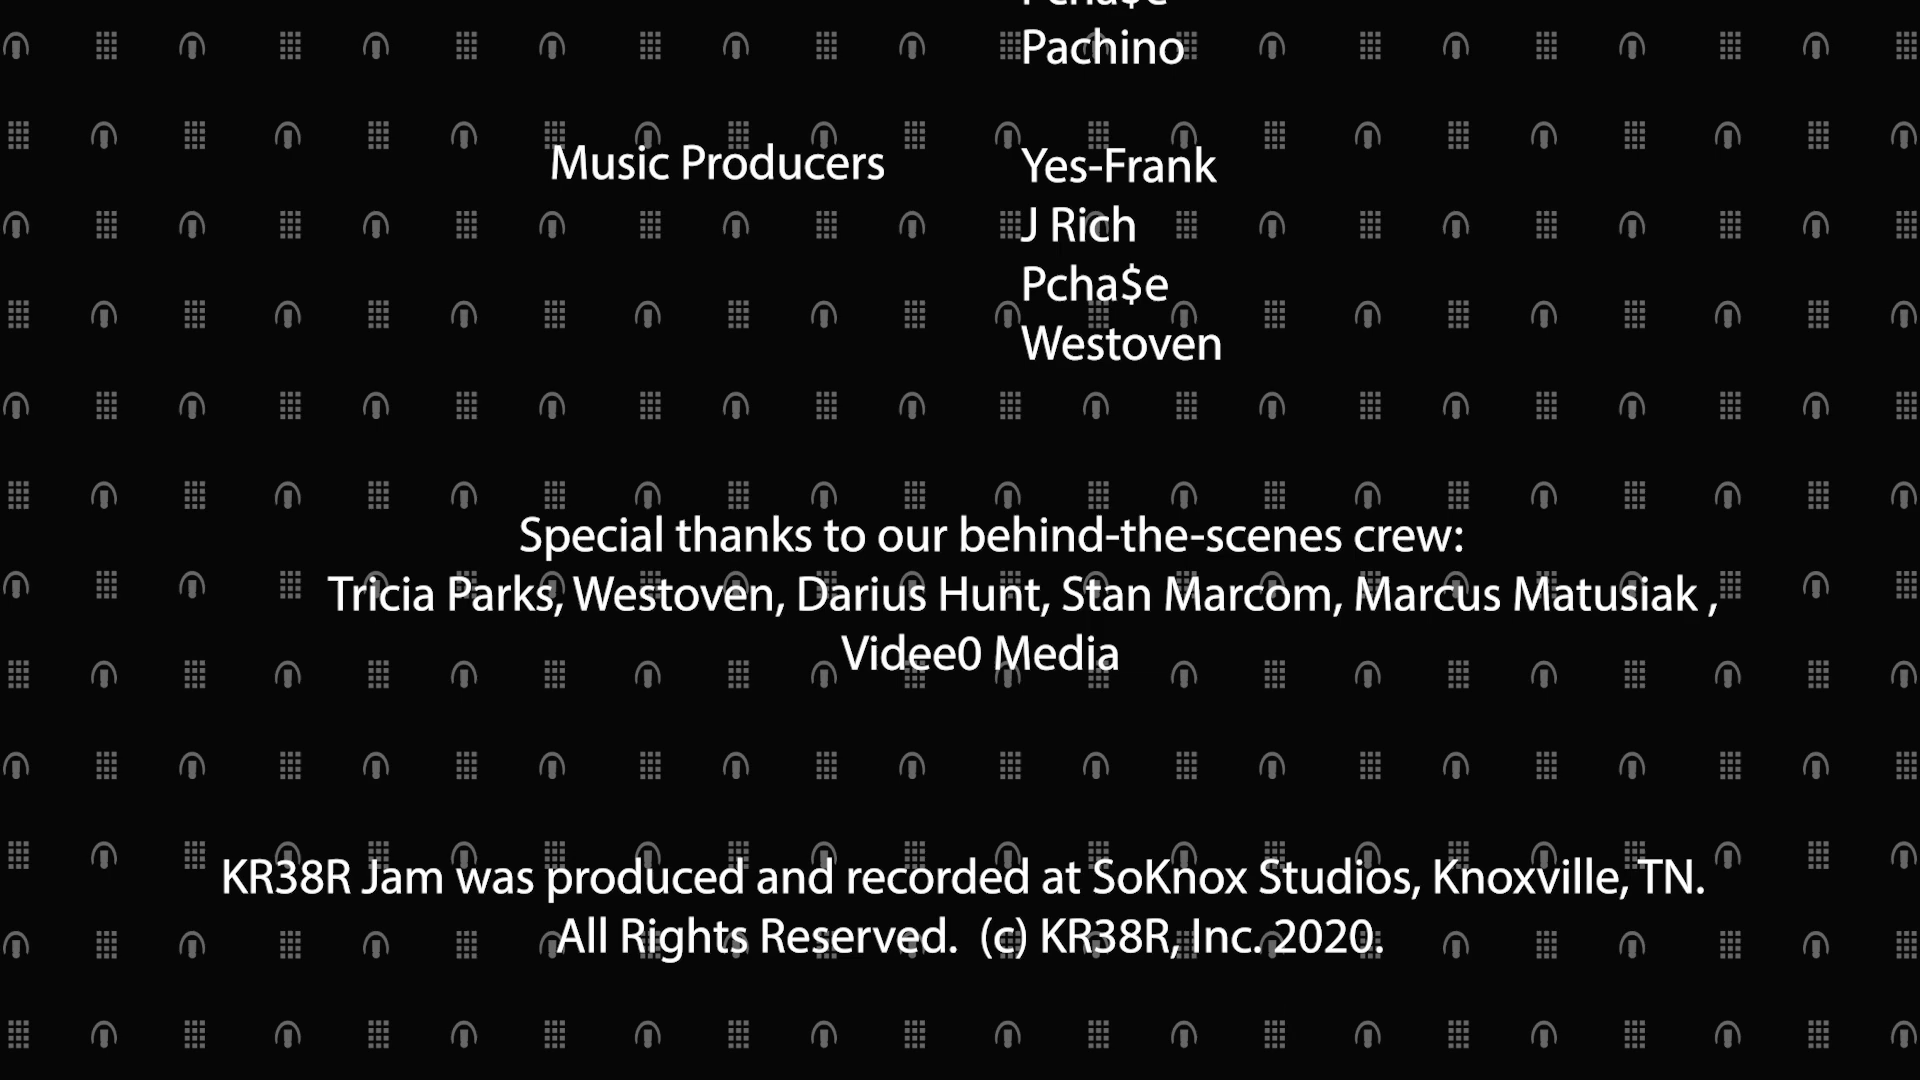 Pcha$e
Pachino
Music Producers Yes-Frank
J Rich
Pcha$e
Westoven
Special thanks to our behind-the-scenes crew:
Tricia Parks, Westoven, Darius Hunt, Stan Marcom, Marcus Matusiak ,
Videe0 Media
KR38R Jam was produced and recorded at SoKnox Studios, Knoxville, TN.
All Rights Reserved.  (c) KR38R, Inc. 2020.